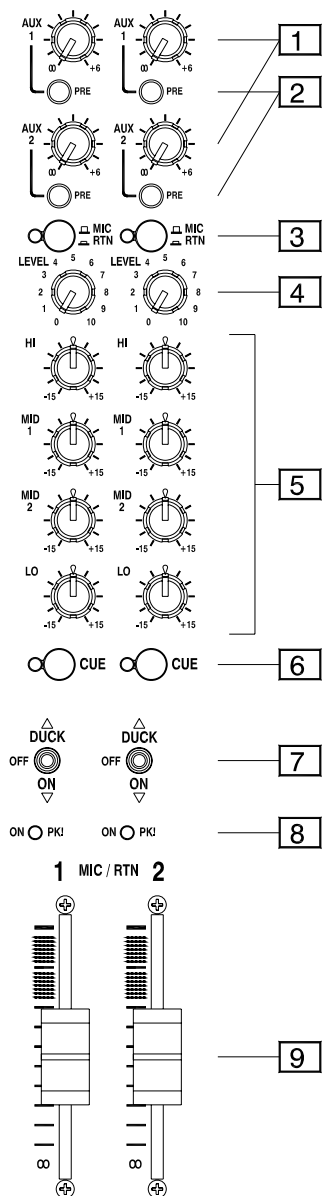 AUX 1 AUX 1
∞ +6 ∞ +6 1
PRE PRE 2
AUX 2 AUX 2
∞ +6 ∞ +6
PRE PRE
MIC MIC
RTN RTN 3
LEVEL 0 1 2 3 4 5 6 7 8 9 10 LEVEL 0 1 2 3 4 5 6 7 8 9 10 4
HI HI
-15 +15 -15 +15
MID 1 MID 1
-15 +15 -15 +15 5
MID 2 MID 2
-15 +15 -15 +15
LO LO
-15 +15 -15 +15
CUE CUE 6
DUCK DUCK
OFF OFF 7
ON ON
ON PK! ON PK! 8
1 MIC / RTN 2
9
∞ ∞